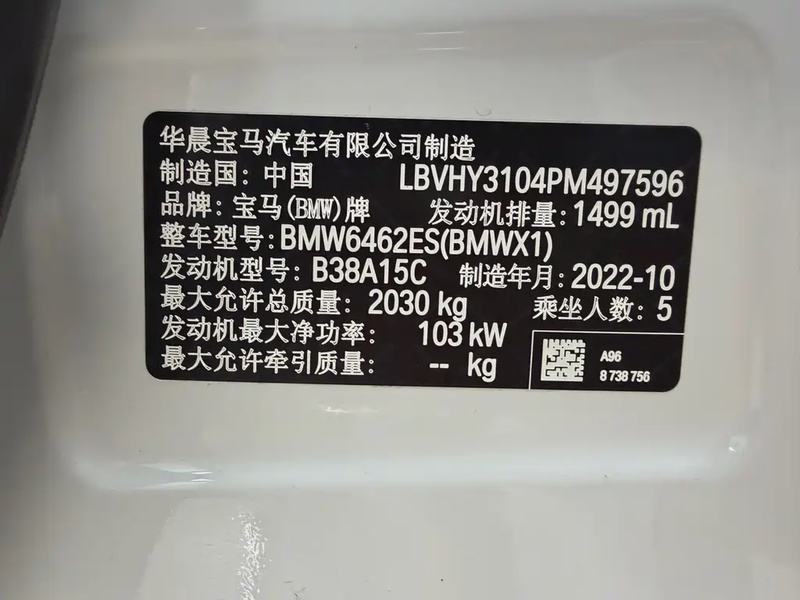 华晨宝马汽车有限公司制造
制造国: 中国 LBVHY3104PM497596
品牌: 宝马(BMW)牌 发动机排量: 1499 mL
整车型号: BMW6462ES(BMWX1)
发动机型号: B38A15C 制造年月: 2022-10
最大允许总质量: 2030 kg 乘坐人数: 5
发动机最大净功率: 103 kW
最大允许牵引质量: -- kg
A96
8 738 756